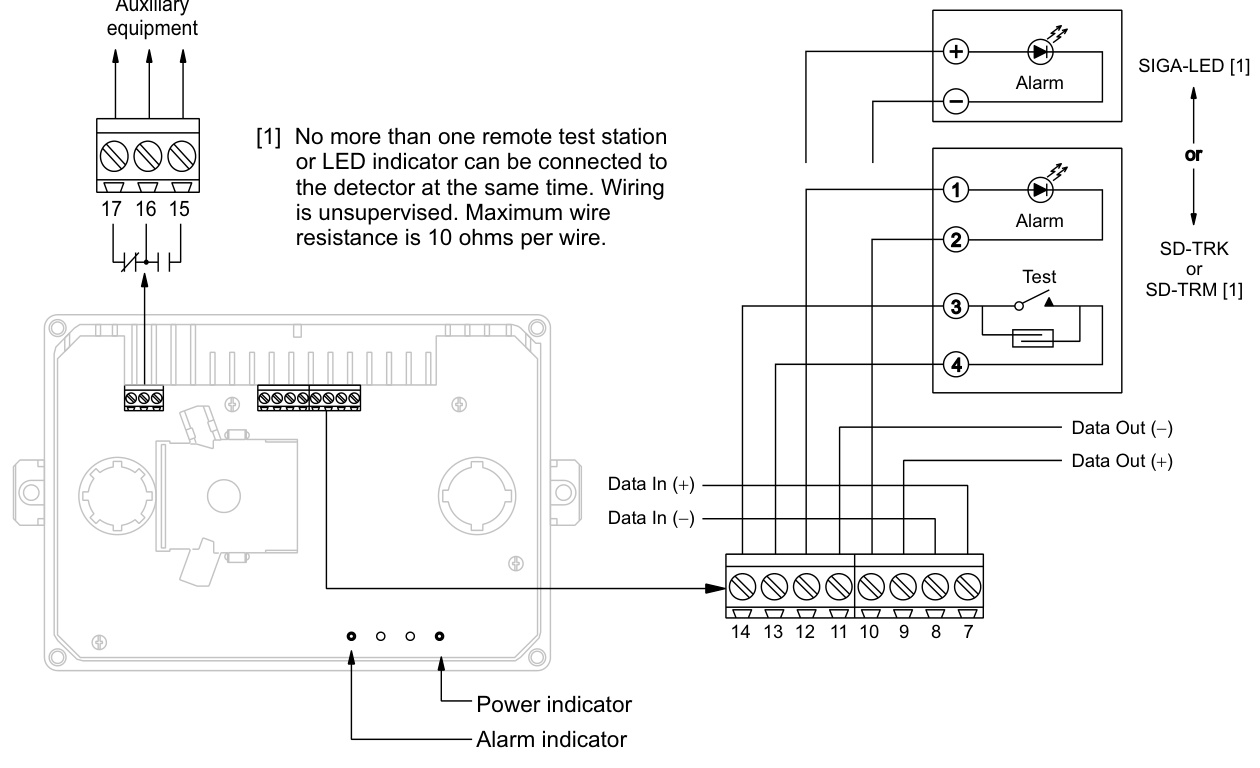 Auxiliary
equipment
17 16 15
[1] No more than one remote test station
or LED indicator can be connected to
the detector at the same time. Wiring
is unsupervised. Maximum wire
resistance is 10 ohms per wire.
+
Alarm
−
SIGA-LED [1]
or
SD-TRK
or
SD-TRM [1]
1
Alarm
2
Test
3
4
Data Out (−)
Data Out (+)
Data In (+)
Data In (−)
14 13 12 11 10 9 8 7
Power indicator
Alarm indicator